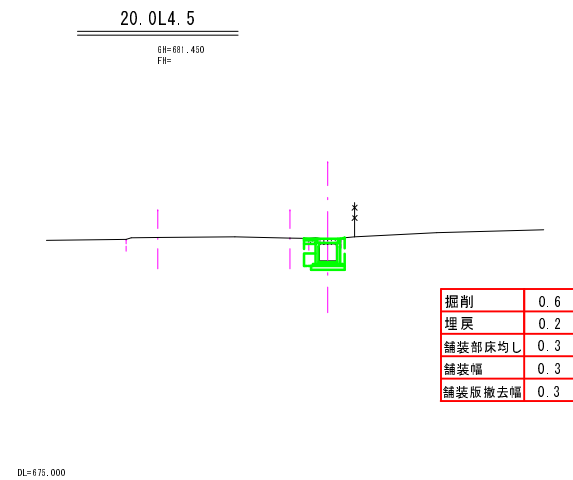 20.0L4.5
GH=681.450
FH=
掘削 0.6
埋戻 0.2
舗装部床均し 0.3
舗装幅 0.3
舗装版撤去幅 0.3
DL=675.000